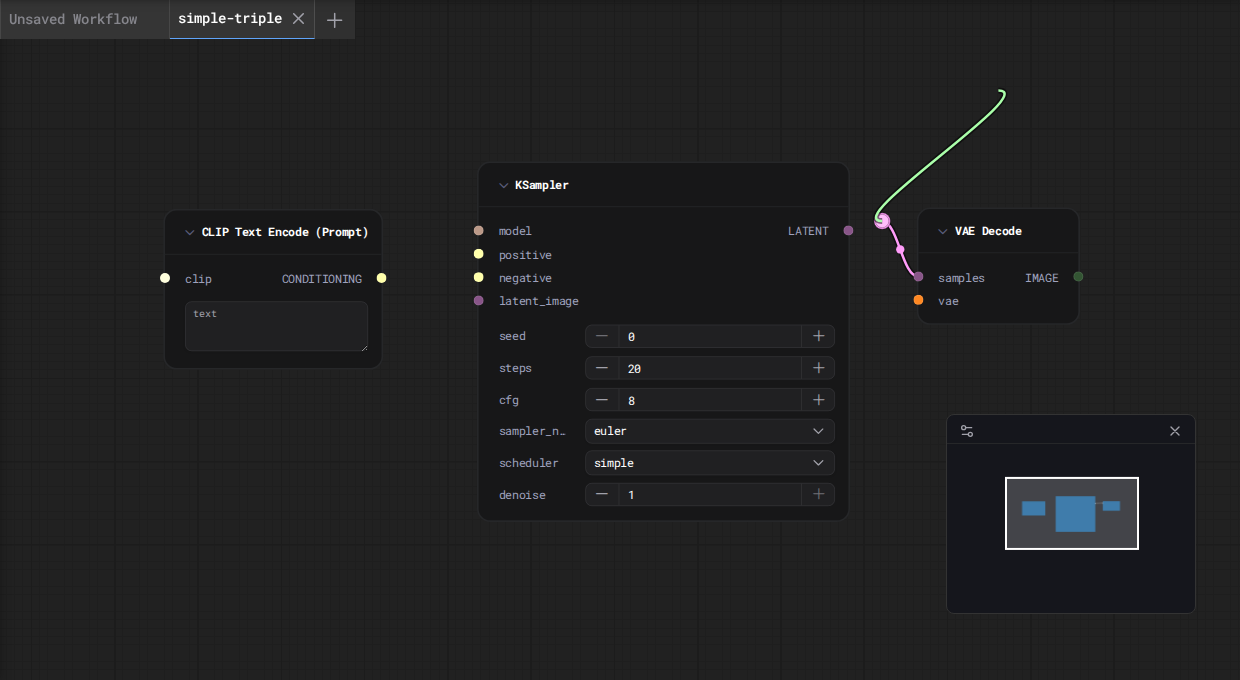 Unsaved Workflow
simple-triple
CLIP Text Encode (Prompt)
clip
CONDITIONING
text
KSampler
model
LATENT
positive
negative
latent_image
seed
0
steps
20
cfg
8
sampler_n…
euler
scheduler
simple
denoise
1
VAE Decode
samples
IMAGE
vae